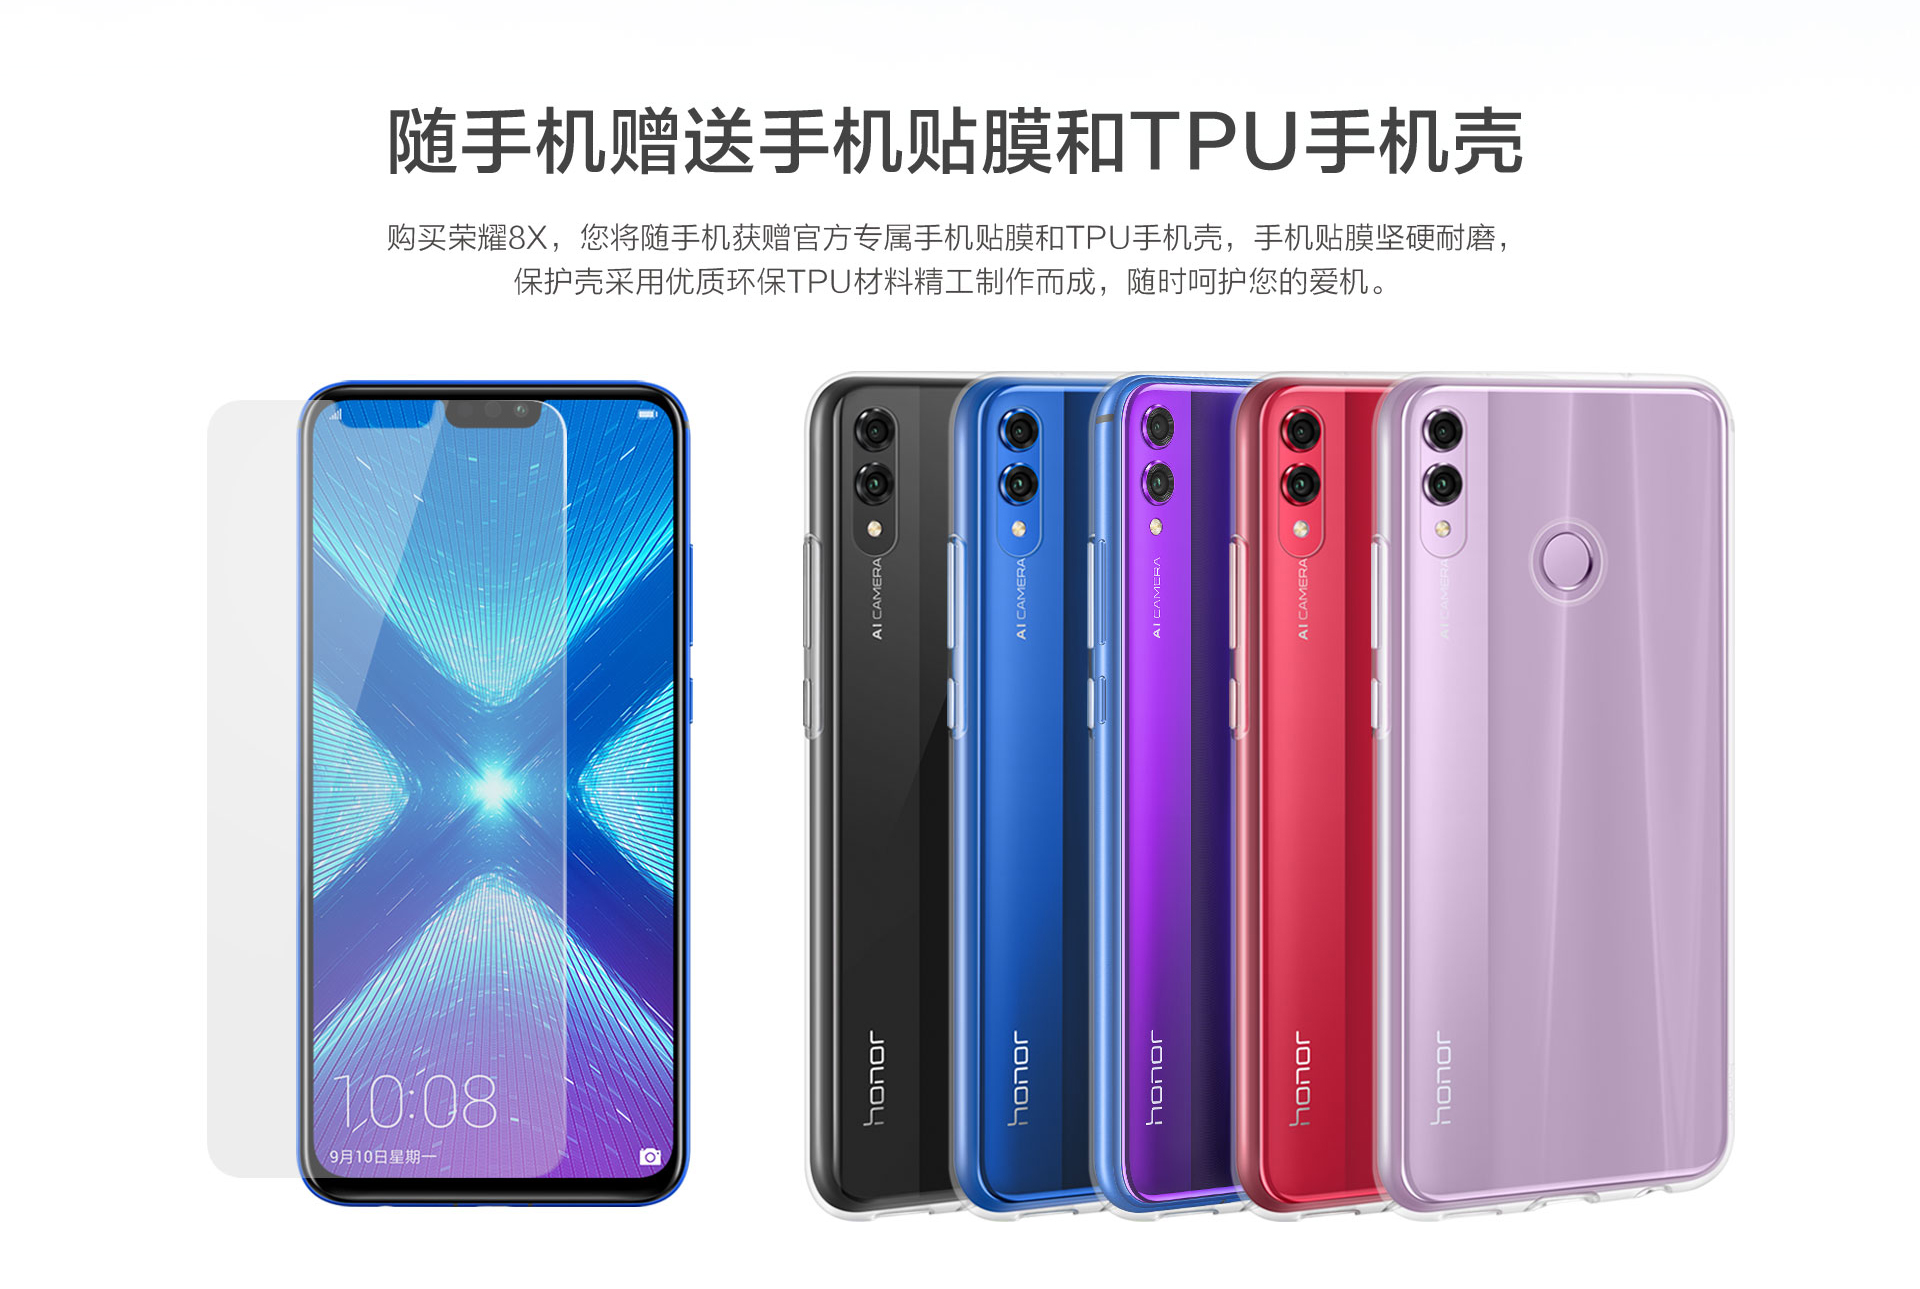 随手机赠送手机贴膜和TPU手机壳
购买荣耀8X，您将随手机获赠官方专属手机贴膜和TPU手机壳，手机贴膜坚硬耐磨，
保护壳采用优质环保TPU材料精工制作而成，随时呵护您的爱机。
10:08
9月10日星期一
AI CAMERA
honor
AI CAMERA
honor
AI CAMERA
honor
AI CAMERA
honor
AI CAMERA
honor